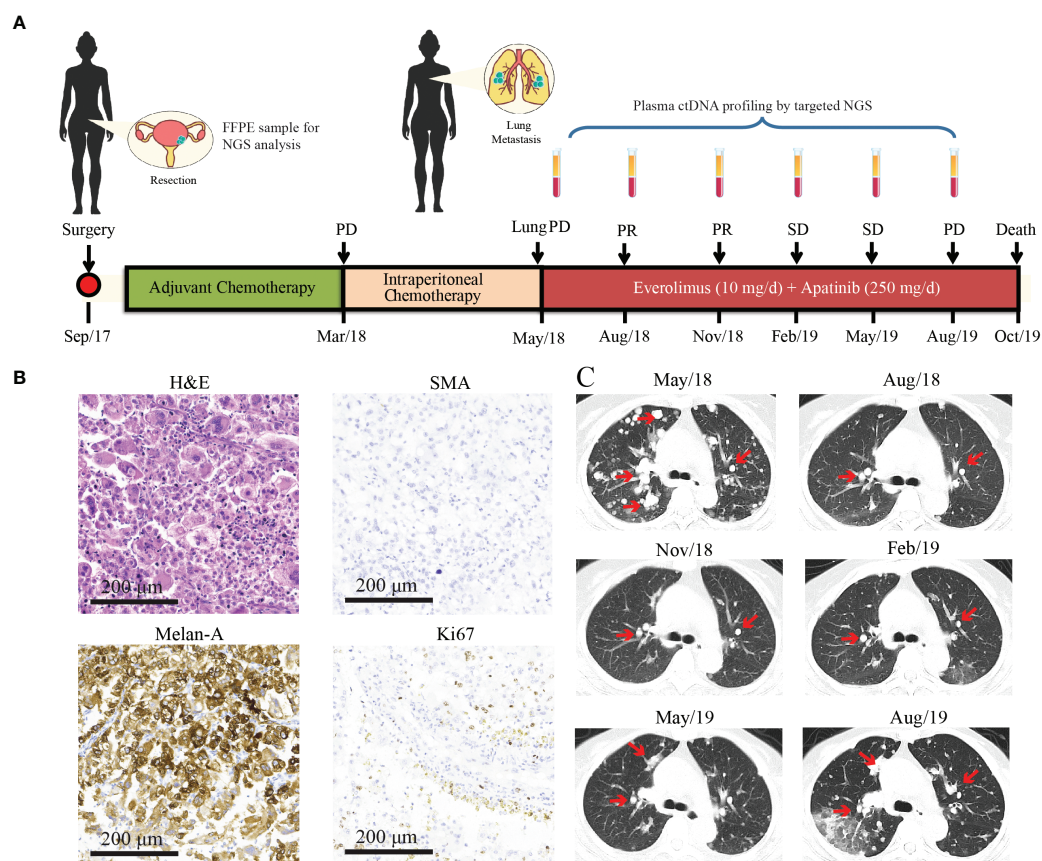 A
FFPE sample for
NGS analysis
Resection
Lung
Metastasis
Plasma ctDNA profiling by targeted NGS
Surgery
PD
Lung PD
PR
PR
SD
SD
PD
Death
Adjuvant Chemotherapy
Intraperitoneal
Chemotherapy
Everolimus (10 mg/d) + Apatinib (250 mg/d)
Sep/17
Mar/18
May/18
Aug/18
Nov/18
Feb/19
May/19
Aug/19
Oct/19
B
H&E
SMA
200 μm
200 μm
Melan-A
Ki67
200 μm
200 μm
C
May/18
Aug/18
Nov/18
Feb/19
May/19
Aug/19